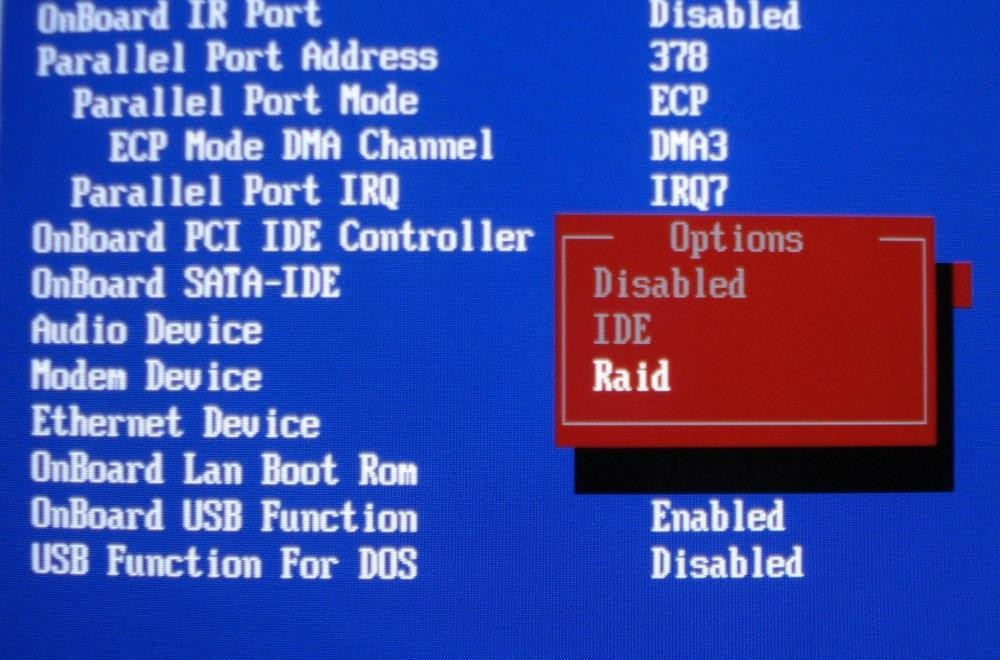 OnBoard IR Port Disabled
Parallel Port Address 378
Parallel Port Mode ECP
ECP Mode DMA Channel DMA3
Parallel Port IRQ IRQ7
OnBoard PCI IDE Controller
Options
OnBoard SATA-IDE
Disabled
Audio Device
IDE
Modem Device
Raid
Ethernet Device
OnBoard Lan Boot Rom
OnBoard USB Function Enabled
USB Function For DOS Disabled